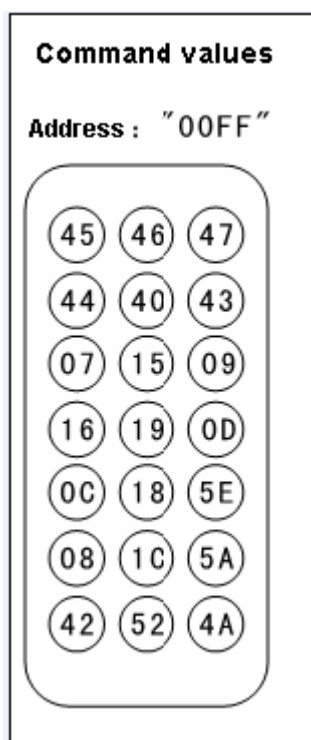 Command values
Address : "00FF"
45 46 47
44 40 43
07 15 09
16 19 0D
0C 18 5E
08 1C 5A
42 52 4A